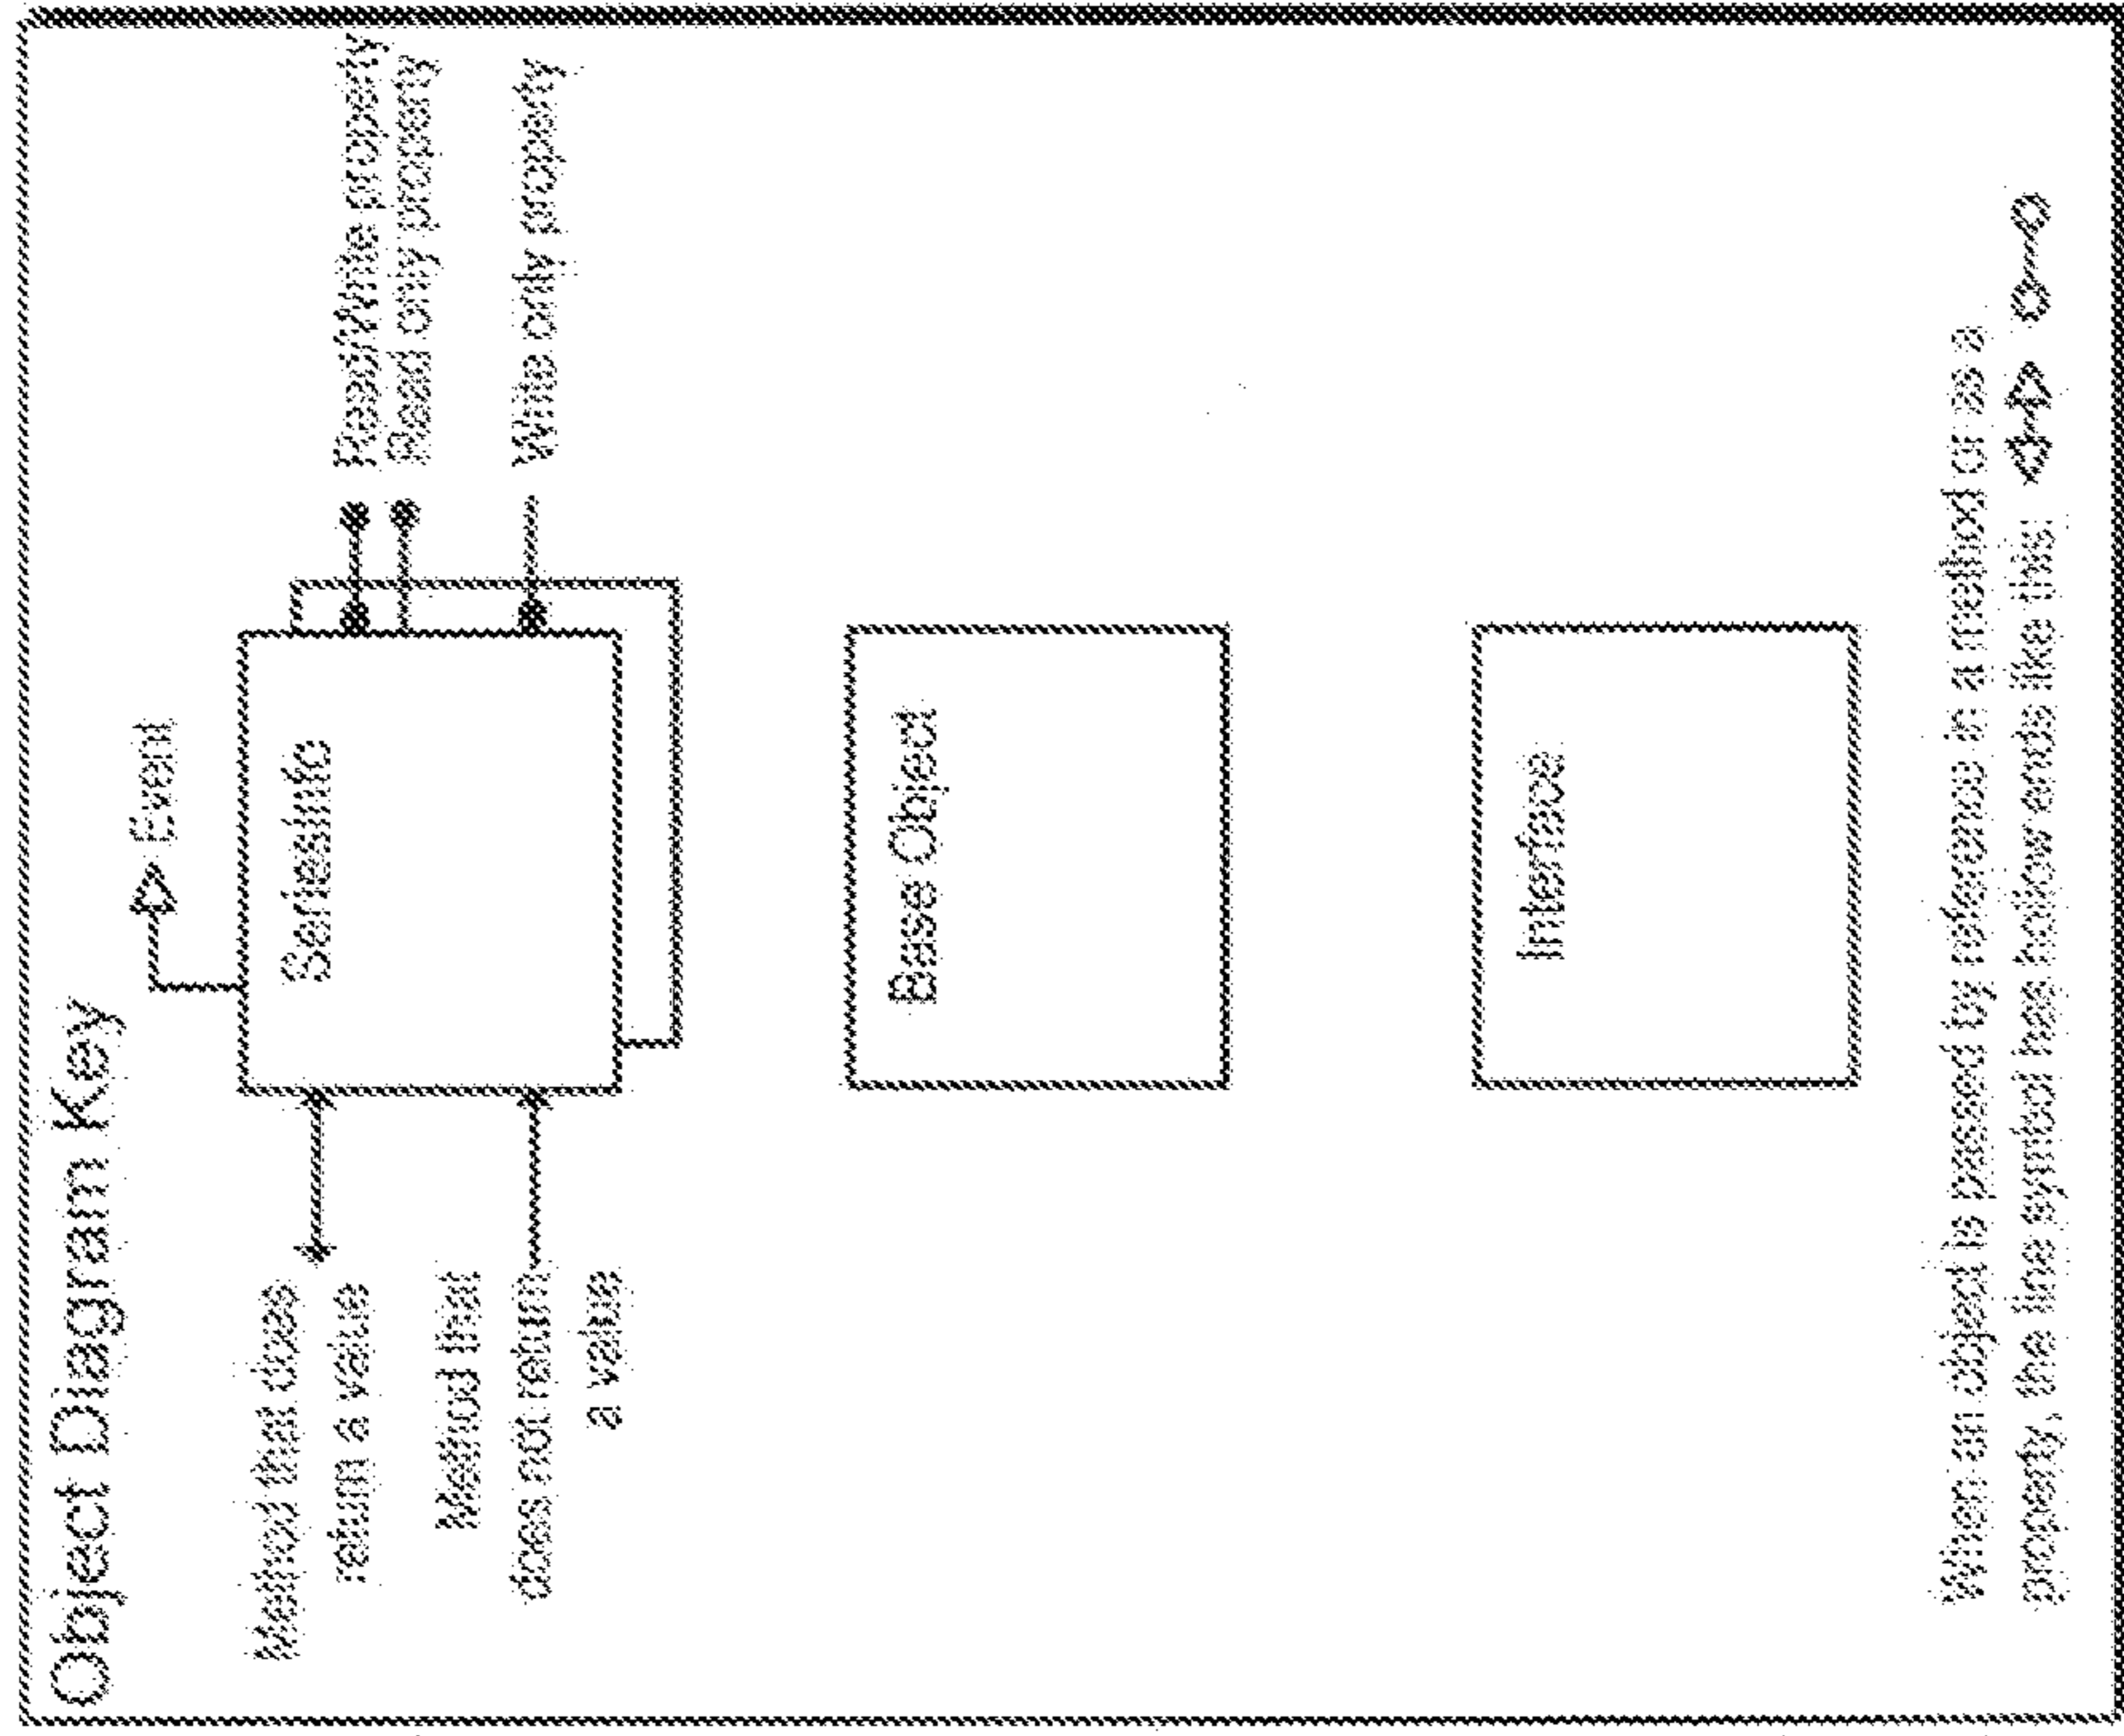 Object Diagram Key
Event
Method that does
return a value
Method that
does not return
a value
SeriesInfo
Read/Write property
Read only property
Write only property
Base Object
Interface
When an object is passed by reference in a method or as a
property, the line symbol has hollow ends like this: